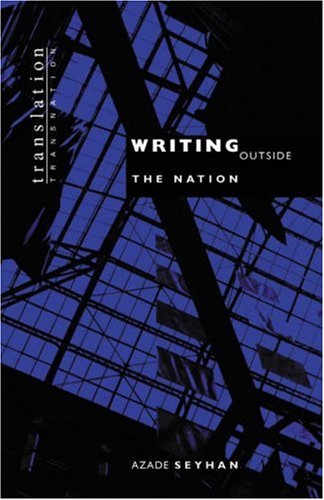 translation
TRANSNATION
WRITING OUTSIDE
THE NATION
AZADE SEYHAN